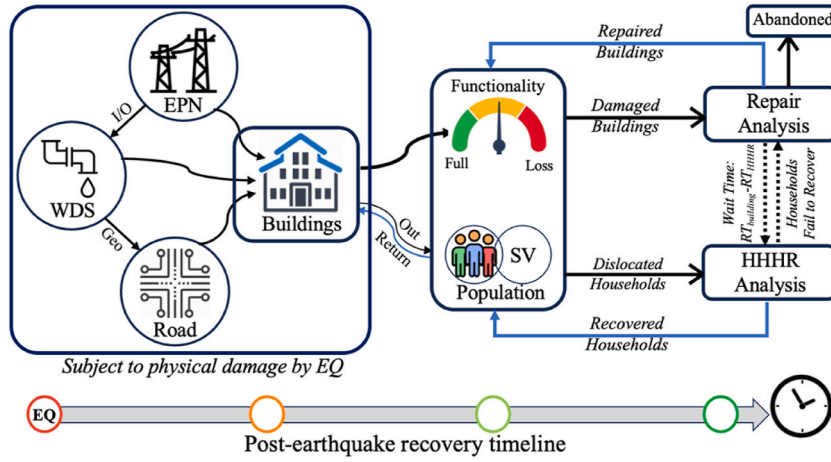 EPN
I/O
WDS
Geo
Road
Buildings
Subject to physical damage by EQ
Out
Return
Functionality
Full
Loss
SV
Population
Repaired
Buildings
Damaged
Buildings
Dislocated
Households
Recovered
Households
Abandoned
Repair
Analysis
Wait Time:
RT_building-RT_HHHR
Households
Fail to Recover
HHHR
Analysis
EQ
Post-earthquake recovery timeline